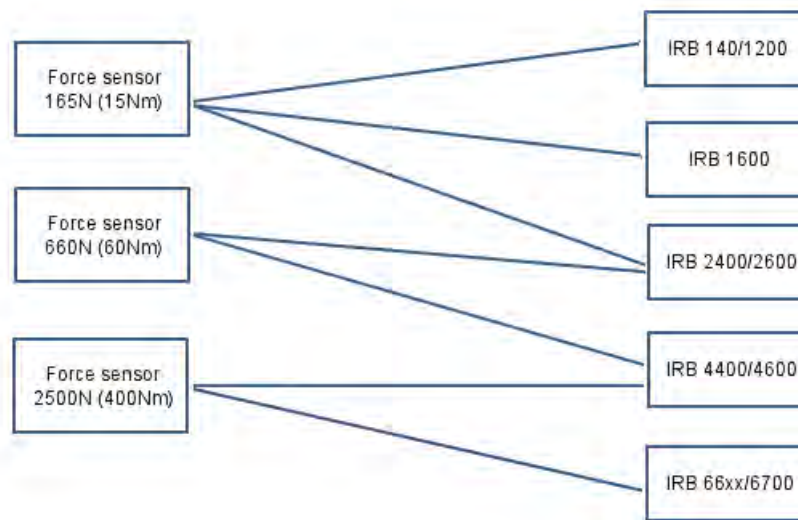 Force sensor
165N (15Nm)
Force sensor
660N (60Nm)
Force sensor
2500N (400Nm)
IRB 140/1200
IRB 1600
IRB 2400/2600
IRB 4400/4600
IRB 66xx/6700